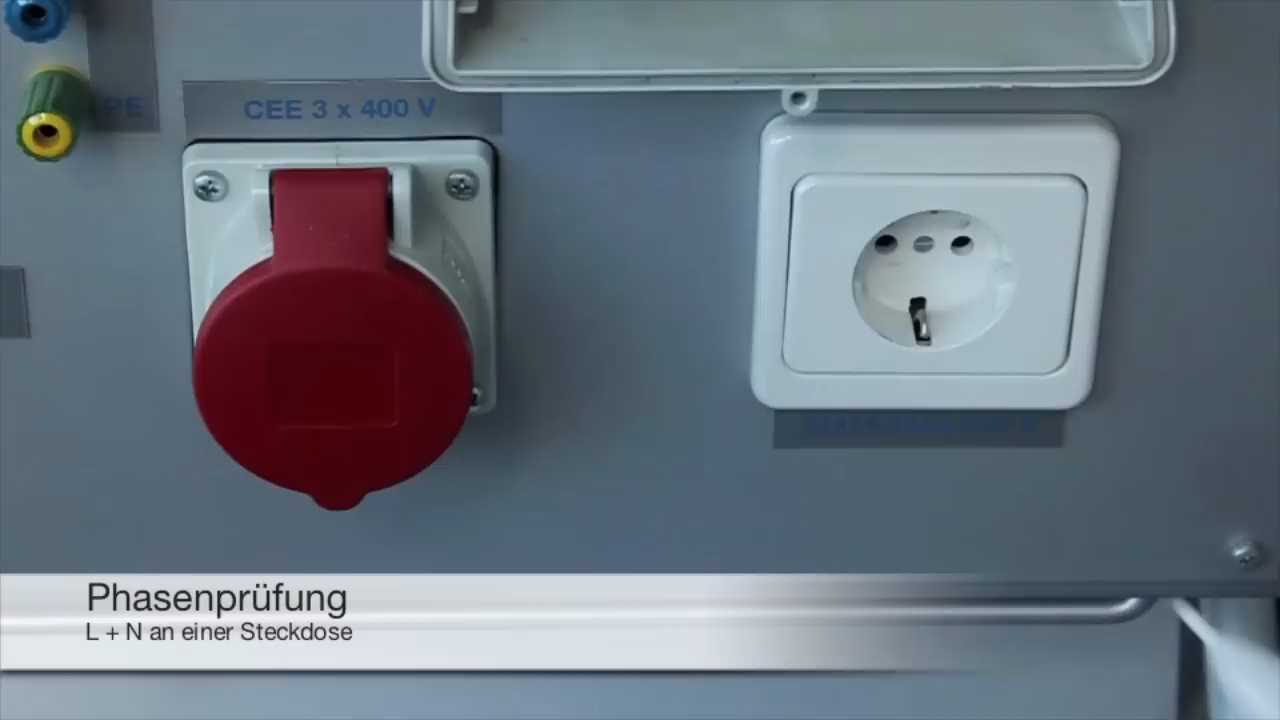 PE
CEE 3 x 400 V
Phasenprüfung
L + N an einer Steckdose